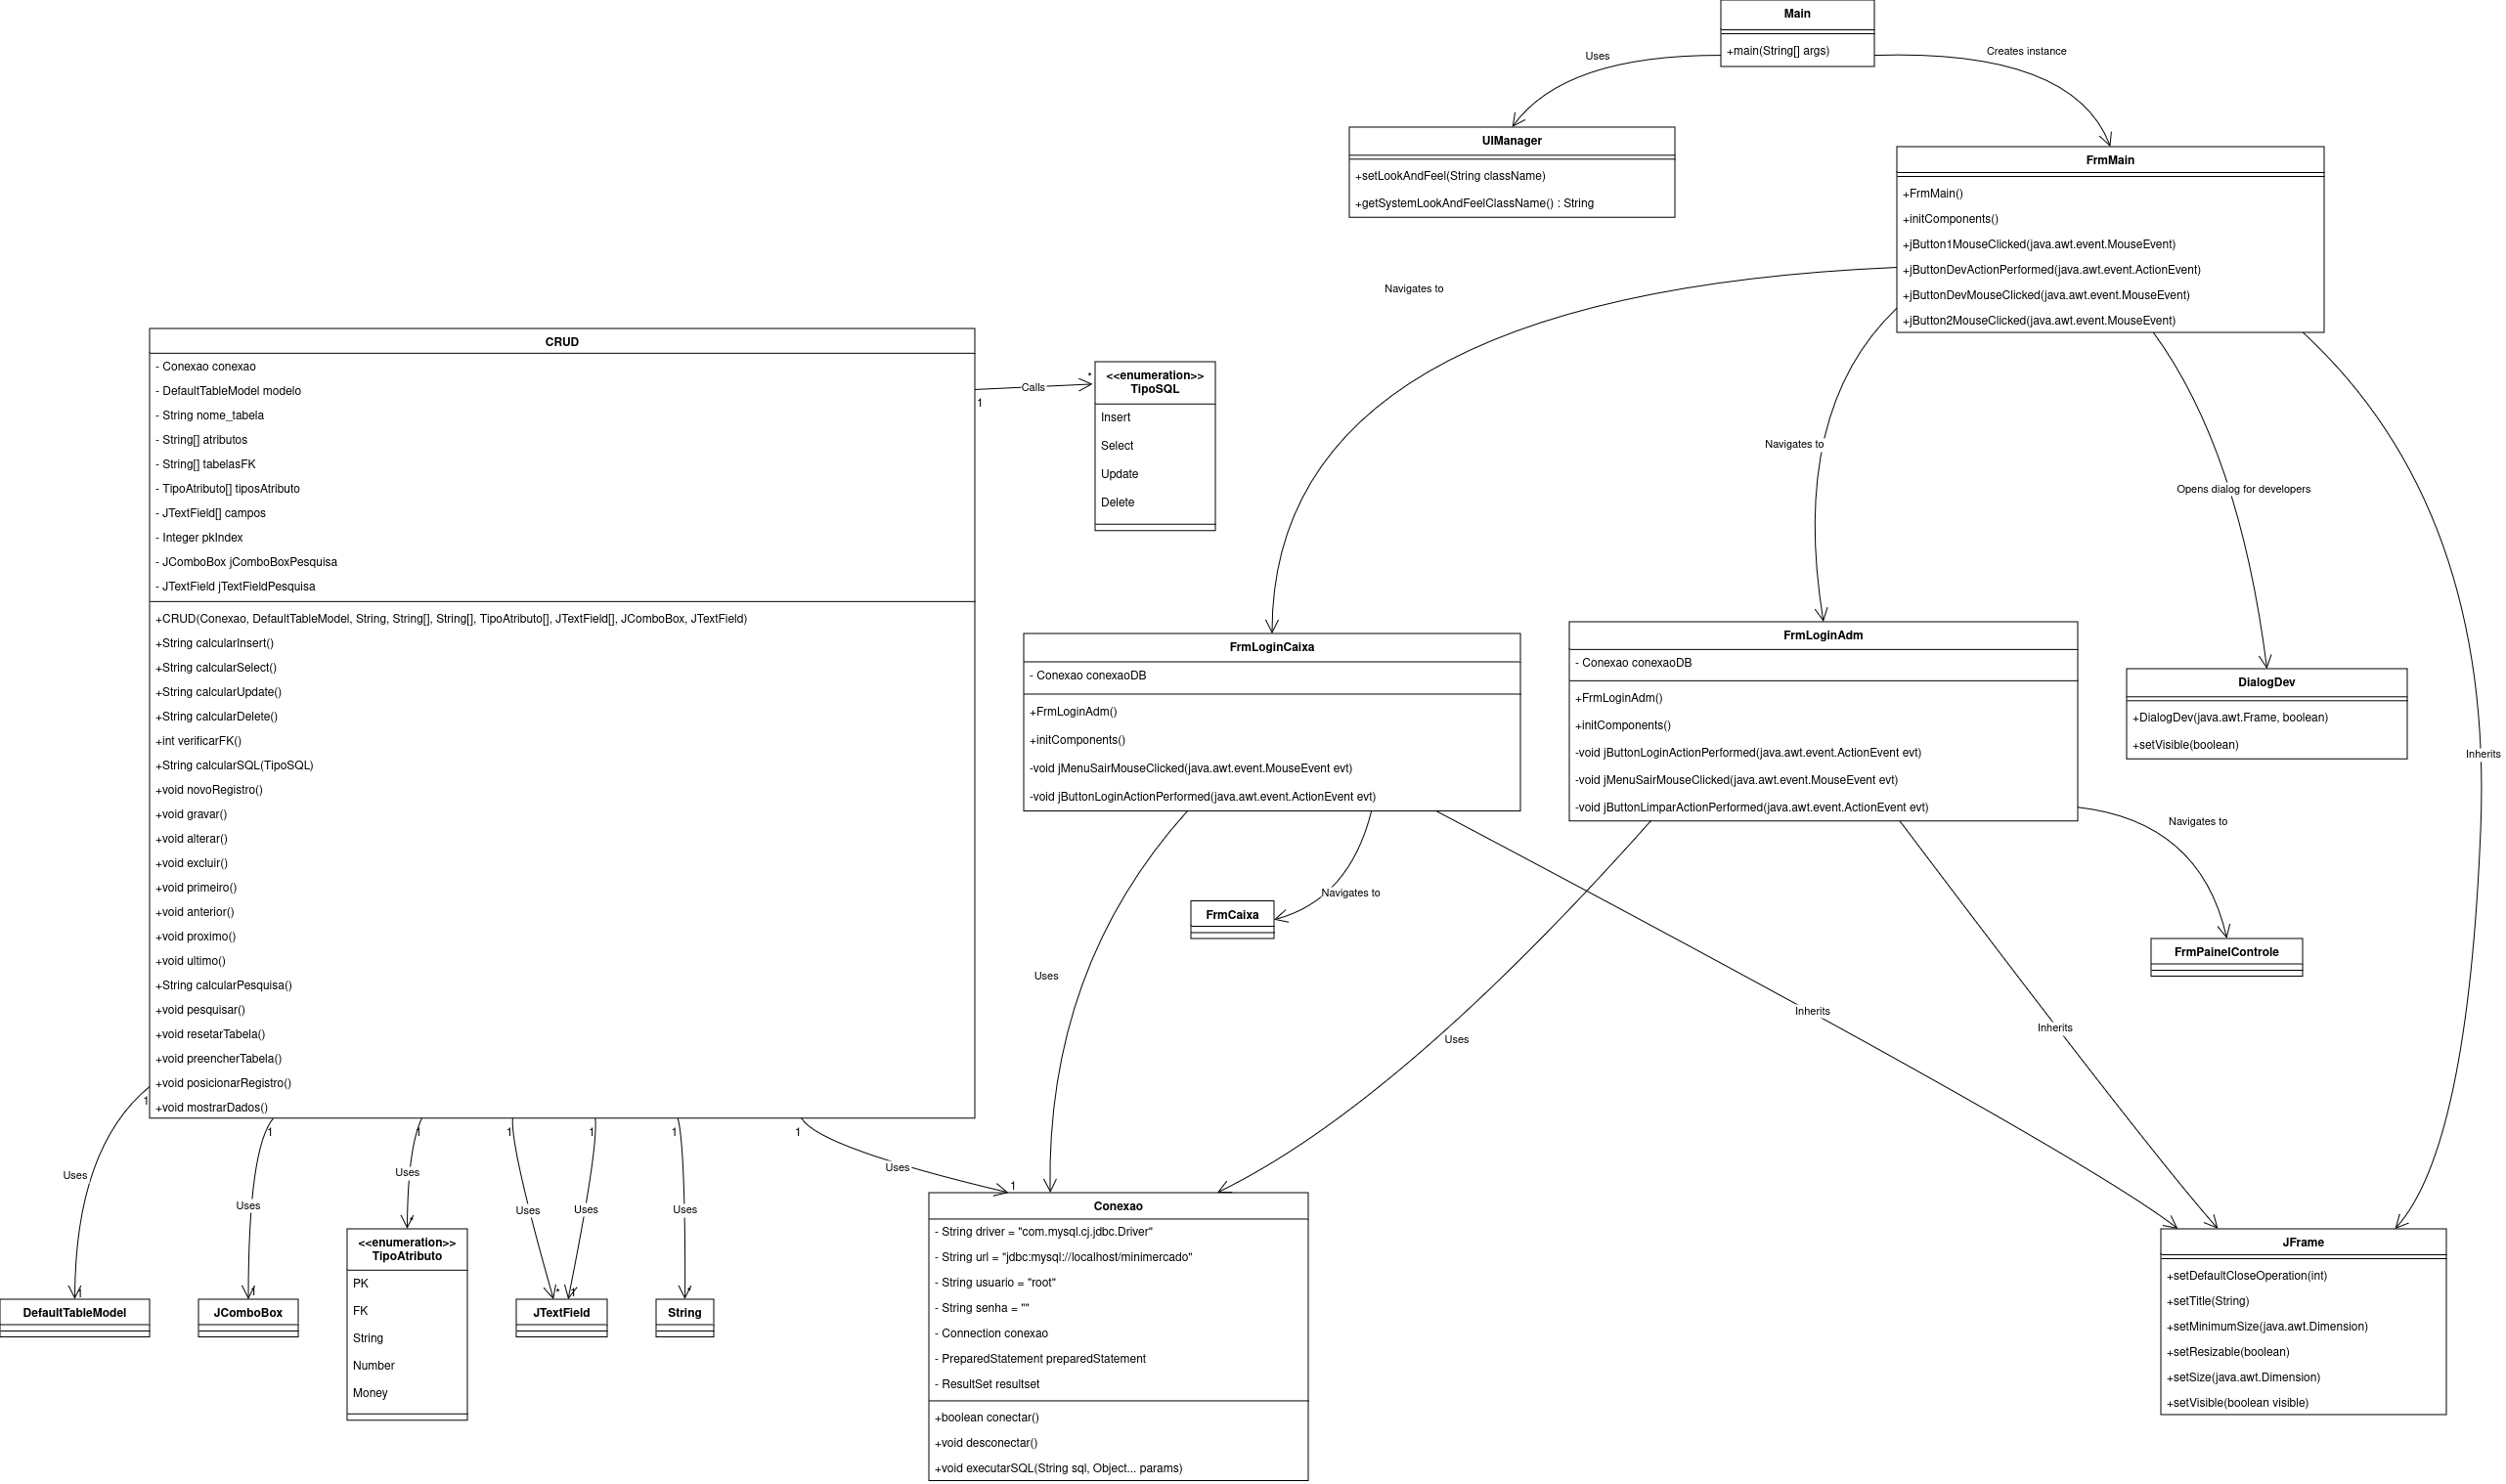 Main
+main(String[] args)
Uses
Creates instance
UIManager
+setLookAndFeel(String className)
+getSystemLookAndFeelClassName() : String
FrmMain
+FrmMain()
+initComponents()
+jButton1MouseClicked(java.awt.event.MouseEvent)
+jButtonDevActionPerformed(java.awt.event.ActionEvent)
+jButtonDevMouseClicked(java.awt.event.MouseEvent)
+jButton2MouseClicked(java.awt.event.MouseEvent)
Navigates to
Navigates to
Opens dialog for developers
Inherits
CRUD
- Conexao conexao
- DefaultTableModel modelo
- String nome_tabela
- String[] atributos
- String[] tabelasFK
- TipoAtributo[] tiposAtributo
- JTextField[] campos
- Integer pkIndex
- JComboBox jComboBoxPesquisa
- JTextField jTextFieldPesquisa
+CRUD(Conexao, DefaultTableModel, String, String[], String[], TipoAtributo[], JTextField[], JComboBox, JTextField)
+String calcularInsert()
+String calcularSelect()
+String calcularUpdate()
+String calcularDelete()
+int verificarFK()
+String calcularSQL(TipoSQL)
+void novoRegistro()
+void gravar()
+void alterar()
+void excluir()
+void primeiro()
+void anterior()
+void proximo()
+void ultimo()
+String calcularPesquisa()
+void pesquisar()
+void resetarTabela()
+void preencherTabela()
+void posicionarRegistro()
+void mostrarDados()
1
Calls
*
<<enumeration>>
TipoSQL
Insert
Select
Update
Delete
FrmLoginCaixa
- Conexao conexaoDB
+FrmLoginAdm()
+initComponents()
-void jMenuSairMouseClicked(java.awt.event.MouseEvent evt)
-void jButtonLoginActionPerformed(java.awt.event.ActionEvent evt)
FrmLoginAdm
- Conexao conexaoDB
+FrmLoginAdm()
+initComponents()
-void jButtonLoginActionPerformed(java.awt.event.ActionEvent evt)
-void jMenuSairMouseClicked(java.awt.event.MouseEvent evt)
-void jButtonLimparActionPerformed(java.awt.event.ActionEvent evt)
DialogDev
+DialogDev(java.awt.Frame, boolean)
+setVisible(boolean)
Navigates to
Navigates to
FrmCaixa
FrmPainelControle
Uses
Uses
Inherits
Inherits
1
1
1
1
1
1
1
Uses
Uses
Uses
Uses
Uses
Uses
Uses
1
1
*
*
1
*
1
DefaultTableModel
JComboBox
<<enumeration>>
TipoAtributo
PK
FK
String
Number
Money
JTextField
String
Conexao
- String driver = "com.mysql.cj.jdbc.Driver"
- String url = "jdbc:mysql://localhost/minimercado"
- String usuario = "root"
- String senha = ""
- Connection conexao
- PreparedStatement preparedStatement
- ResultSet resultset
+boolean conectar()
+void desconectar()
+void executarSQL(String sql, Object... params)
JFrame
+setDefaultCloseOperation(int)
+setTitle(String)
+setMinimumSize(java.awt.Dimension)
+setResizable(boolean)
+setSize(java.awt.Dimension)
+setVisible(boolean visible)